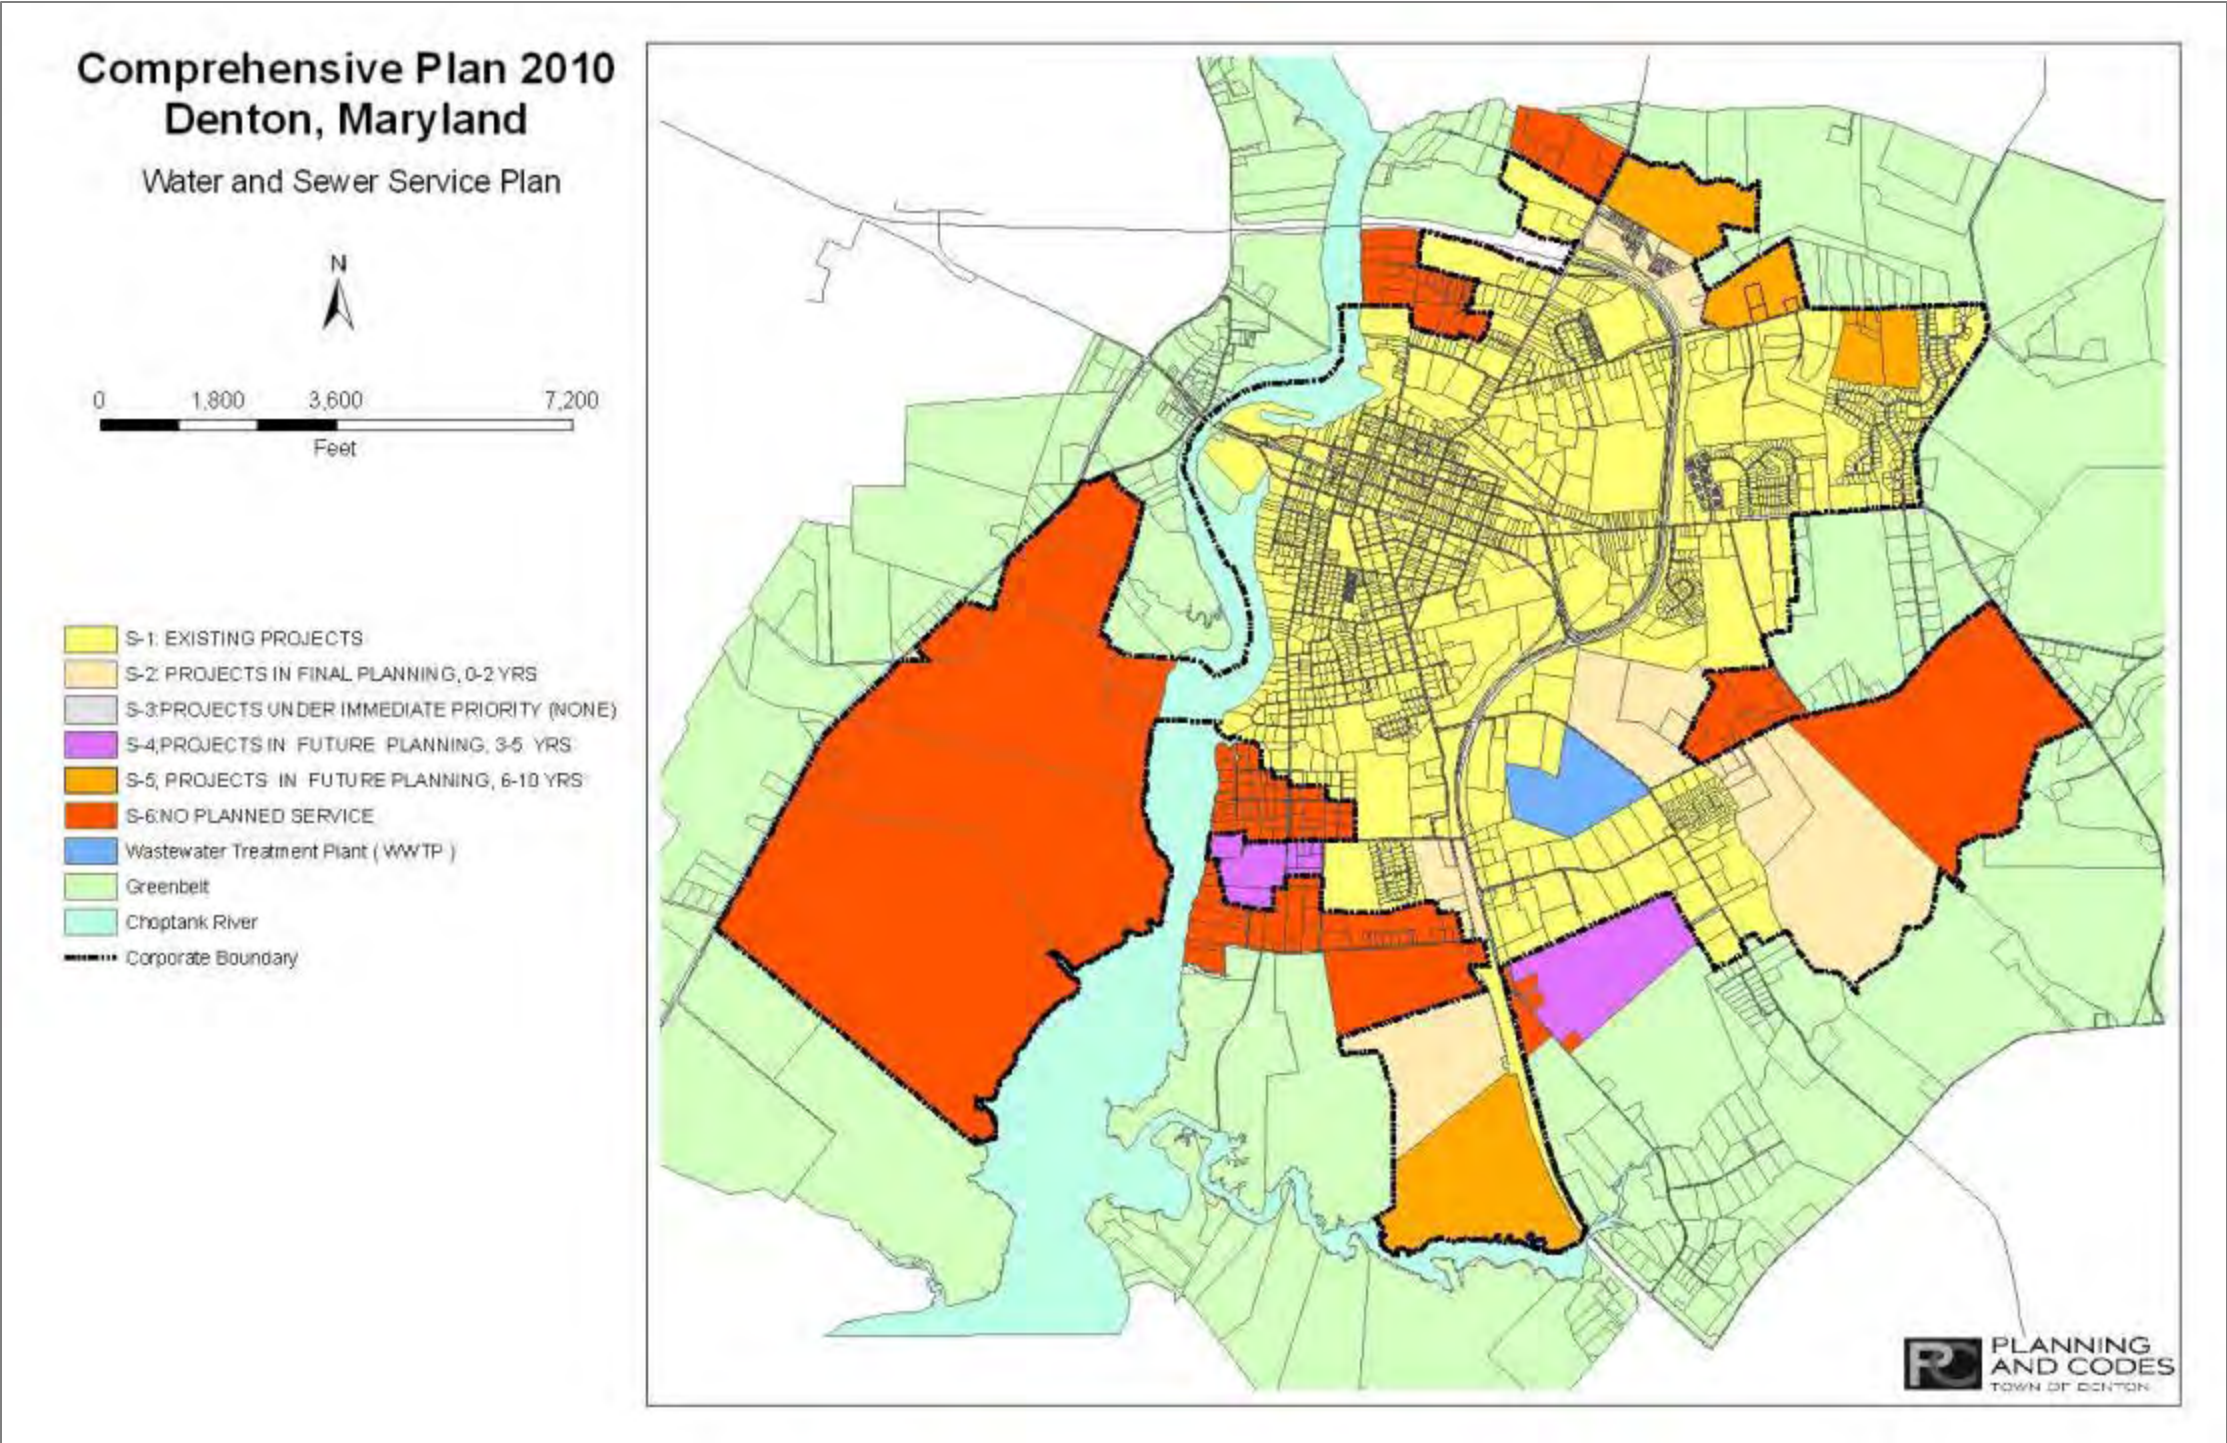 Comprehensive Plan 2010
Denton, Maryland
Water and Sewer Service Plan
N
0 1,800 3,600 7,200
Feet
S-1: EXISTING PROJECTS
S-2: PROJECTS IN FINAL PLANNING, 0-2 YRS
S-3:PROJECTS UNDER IMMEDIATE PRIORITY (NONE)
S-4;PROJECTS IN FUTURE PLANNING, 3-5 YRS
S-5; PROJECTS IN FUTURE PLANNING, 6-10 YRS
S-6:NO PLANNED SERVICE
Wastewater Treatment Plant ( WWTP )
Greenbelt
Choptank River
Corporate Boundary
PC
PLANNING
AND CODES
TOWN OF DENTON